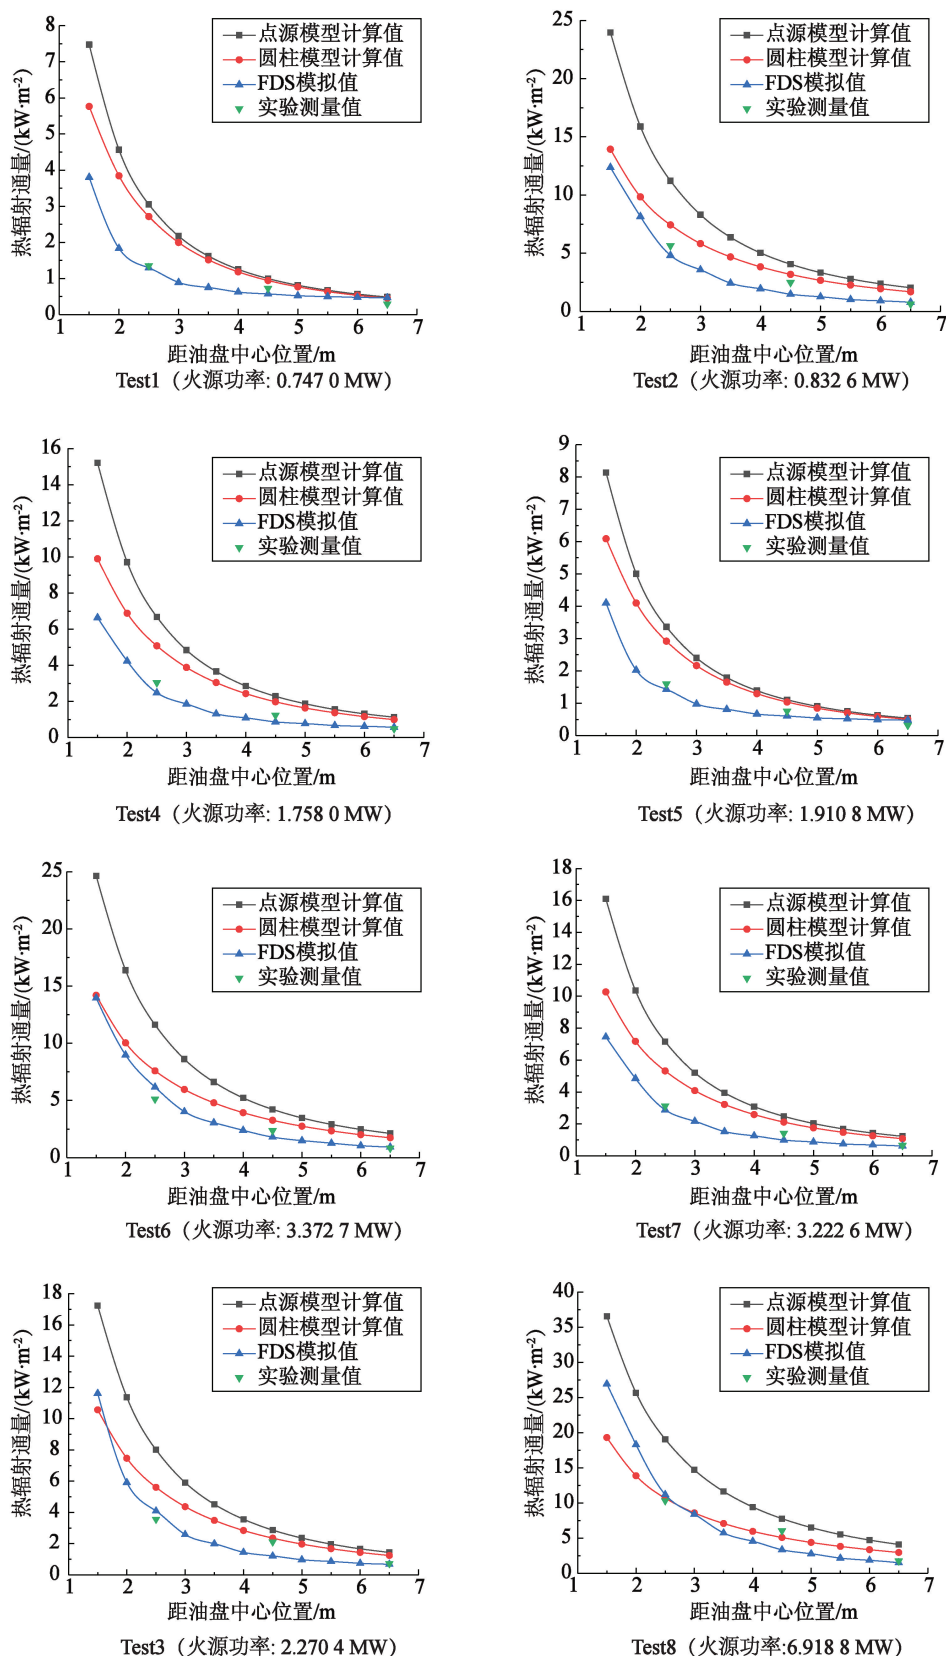 热辐射通量/(kW·m-2)
8
7
6
5
4
3
2
1
0
1 2 3 4 5 6 7
点源模型计算值
圆柱模型计算值
FDS模拟值
实验测量值
距油盘中心位置/m
Test1（火源功率: 0.747 0 MW）
热辐射通量/(kW·m-2)
25
20
15
10
5
0
1 2 3 4 5 6 7
点源模型计算值
圆柱模型计算值
FDS模拟值
实验测量值
距油盘中心位置/m
Test2（火源功率: 0.832 6 MW）
热辐射通量/(kW·m-2)
16
14
12
10
8
6
4
2
0
1 2 3 4 5 6 7
点源模型计算值
圆柱模型计算值
FDS模拟值
实验测量值
距油盘中心位置/m
Test4（火源功率: 1.758 0 MW）
热辐射通量/(kW·m-2)
9
8
7
6
5
4
3
2
1
0
1 2 3 4 5 6 7
点源模型计算值
圆柱模型计算值
FDS模拟值
实验测量值
距油盘中心位置/m
Test5（火源功率: 1.910 8 MW）
热辐射通量/(kW·m-2)
25
20
15
10
5
0
1 2 3 4 5 6 7
点源模型计算值
圆柱模型计算值
FDS模拟值
实验测量值
距油盘中心位置/m
Test6（火源功率: 3.372 7 MW）
热辐射通量/(kW·m-2)
18
16
14
12
10
8
6
4
2
0
1 2 3 4 5 6 7
点源模型计算值
圆柱模型计算值
FDS模拟值
实验测量值
距油盘中心位置/m
Test7（火源功率: 3.222 6 MW）
热辐射通量/(kW·m-2)
18
16
14
12
10
8
6
4
2
0
1 2 3 4 5 6 7
点源模型计算值
圆柱模型计算值
FDS模拟值
实验测量值
距油盘中心位置/m
Test3（火源功率: 2.270 4 MW）
热辐射通量/(kW·m-2)
40
35
30
25
20
15
10
5
0
1 2 3 4 5 6 7
点源模型计算值
圆柱模型计算值
FDS模拟值
实验测量值
距油盘中心位置/m
Test8（火源功率:6.918 8 MW）